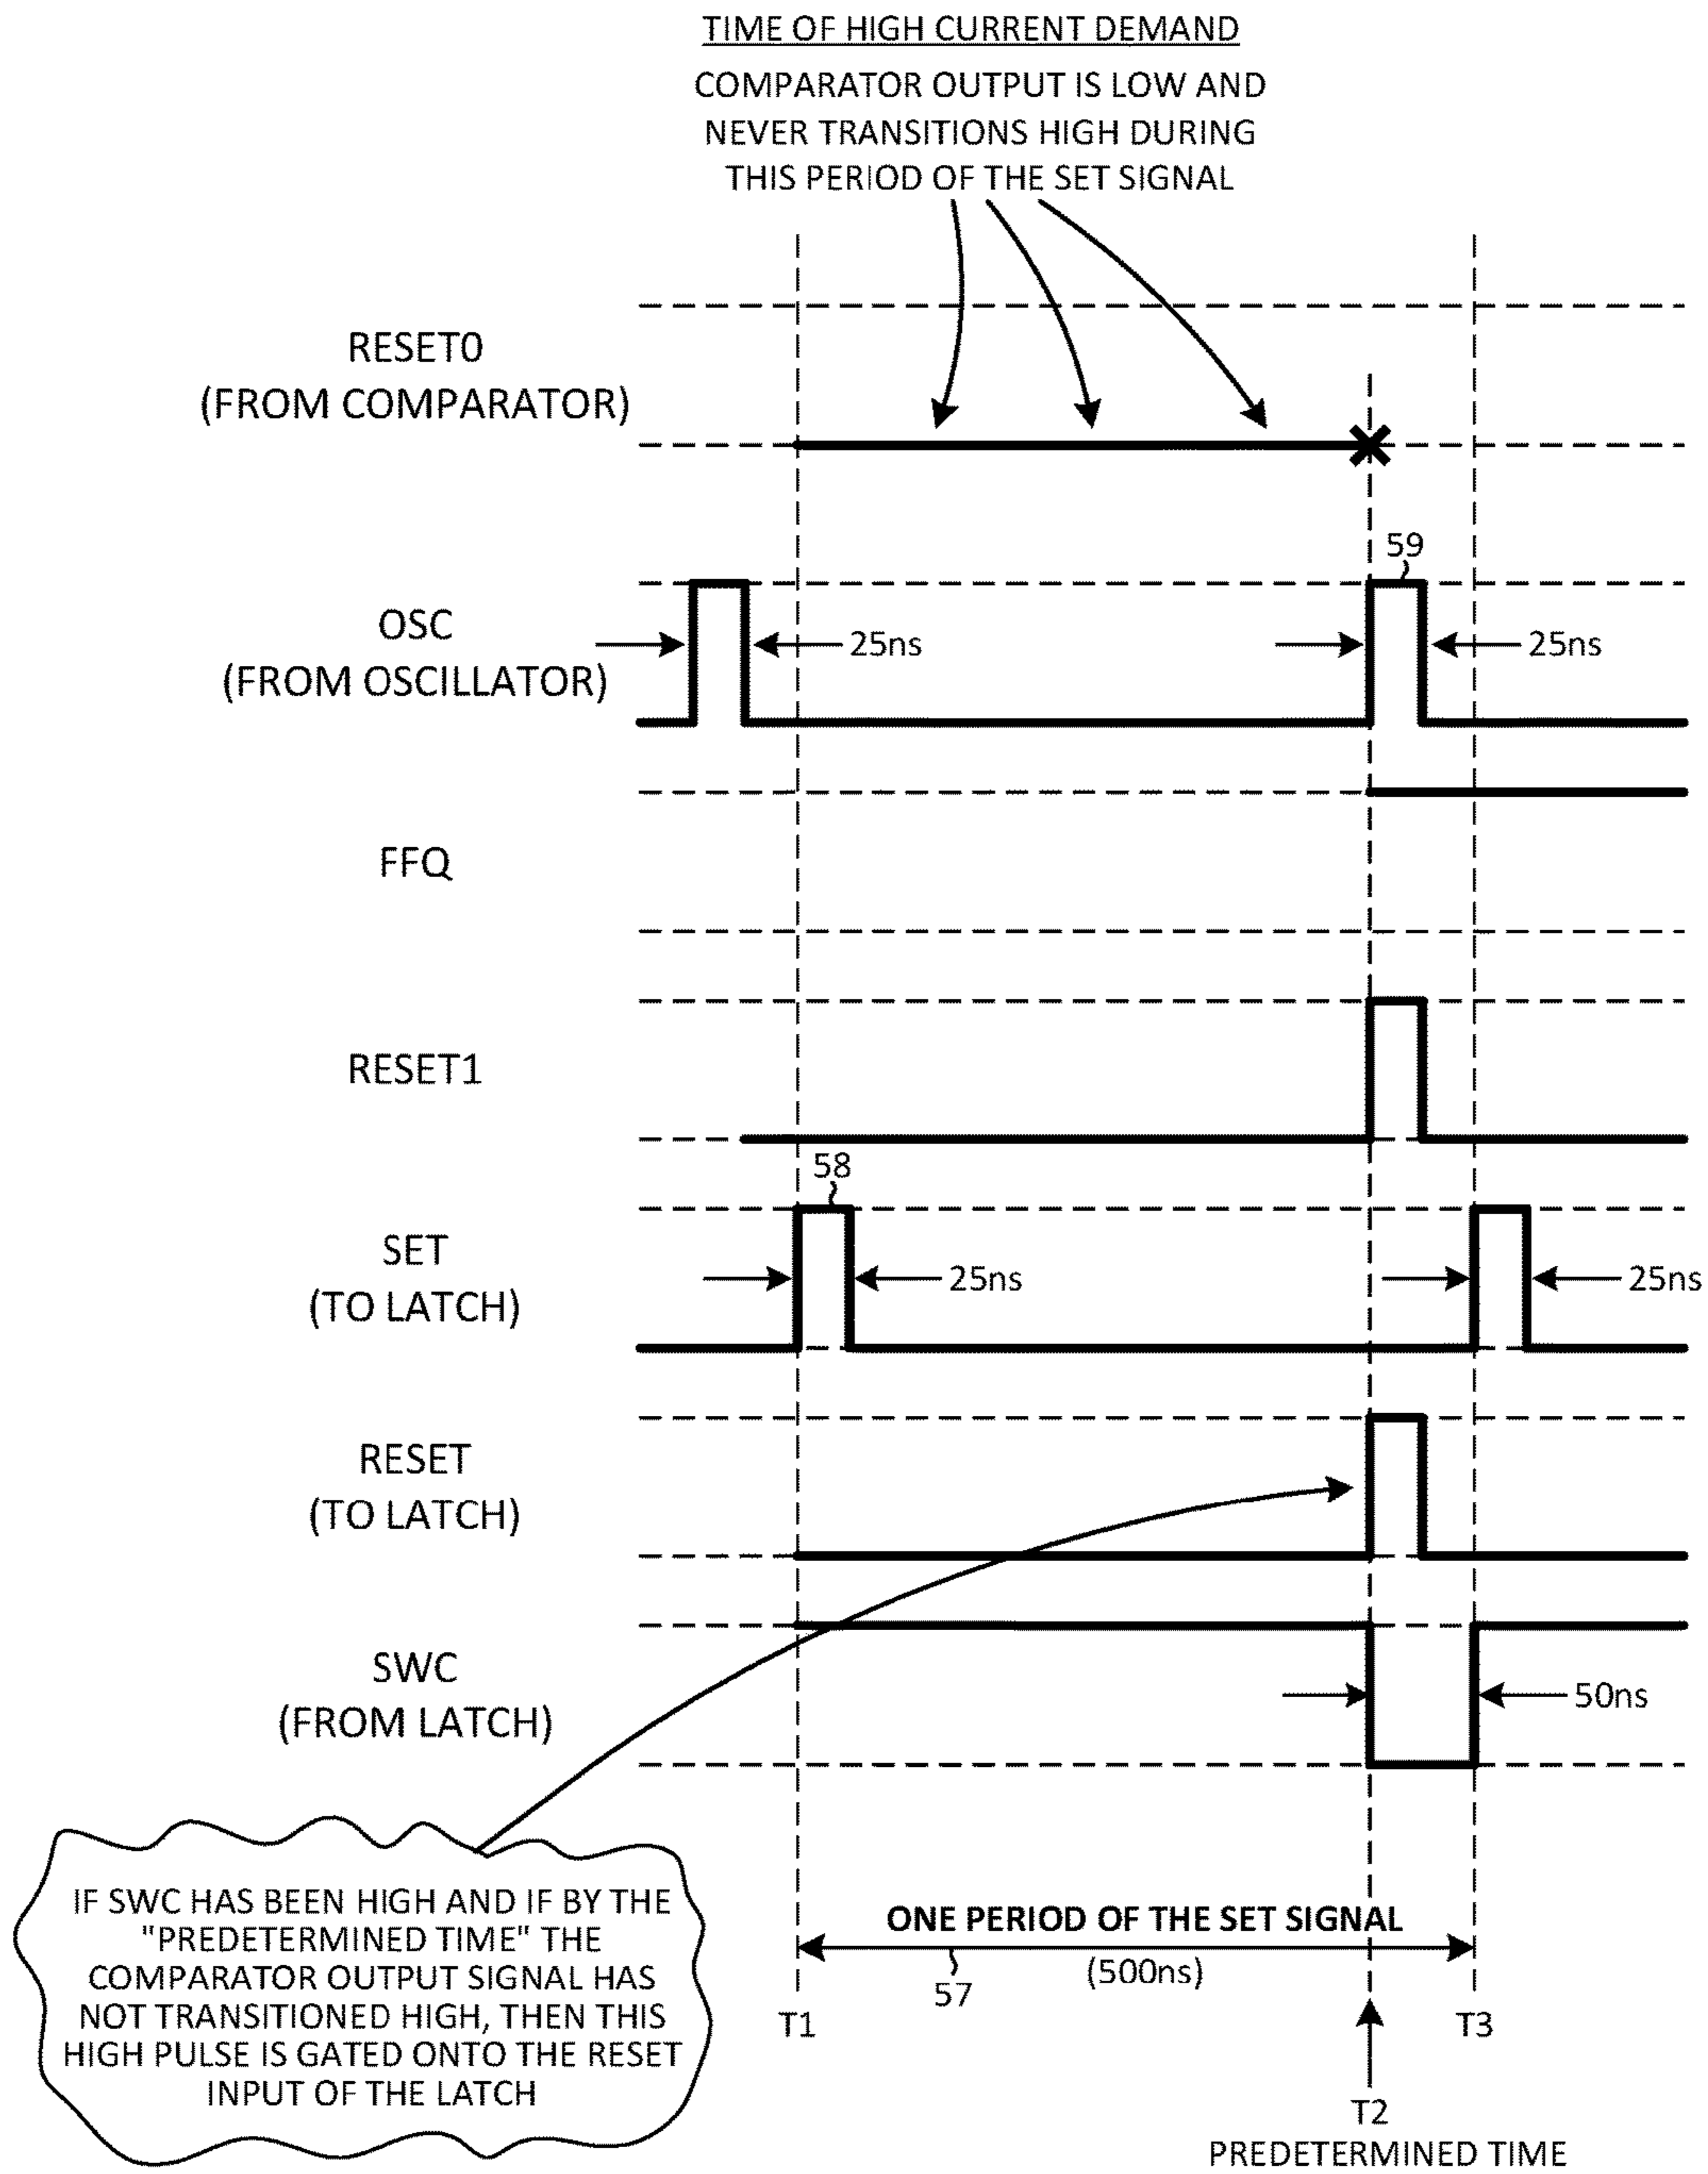 TIME OF HIGH CURRENT DEMAND
COMPARATOR OUTPUT IS LOW AND
NEVER TRANSITIONS HIGH DURING
THIS PERIOD OF THE SET SIGNAL
RESET0
(FROM COMPARATOR)
59
OSC
(FROM OSCILLATOR)
25ns
25ns
FFQ
RESET1
58
SET
(TO LATCH)
25ns
25ns
RESET
(TO LATCH)
SWC
(FROM LATCH)
50ns
IF SWC HAS BEEN HIGH AND IF BY THE
"PREDETERMINED TIME" THE
COMPARATOR OUTPUT SIGNAL HAS
NOT TRANSITIONED HIGH, THEN THIS
HIGH PULSE IS GATED ONTO THE RESET
INPUT OF THE LATCH
ONE PERIOD OF THE SET SIGNAL
(500ns)
57
T1
T3
T2
PREDETERMINED TIME